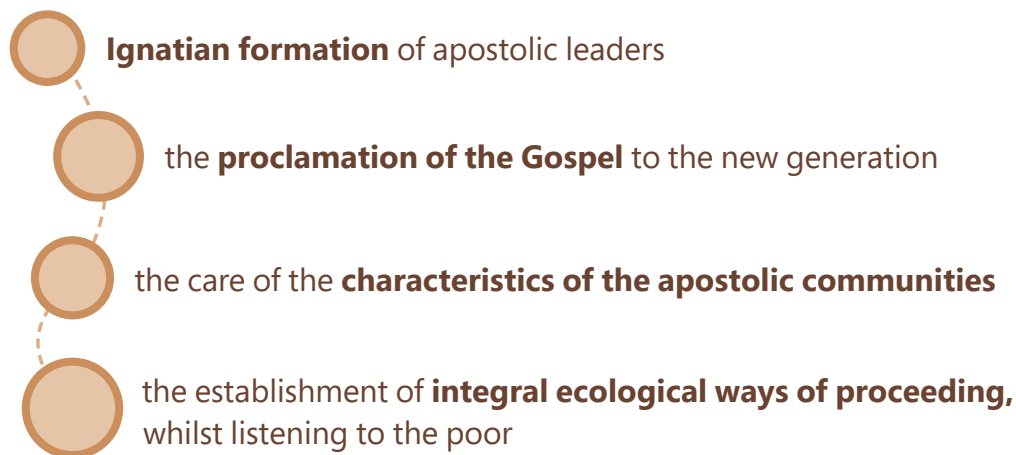 Ignatian formation of apostolic leaders
the proclamation of the Gospel to the new generation
the care of the characteristics of the apostolic communities
the establishment of integral ecological ways of proceeding,
whilst listening to the poor